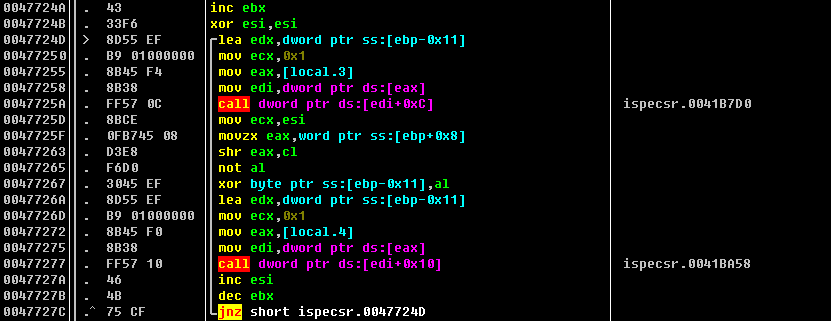 0047724A . 43 inc ebx
0047724B . 33F6 xor esi,esi
0047724D > 8D55 EF lea edx,dword ptr ss:[ebp-0x11]
00477250 . B9 01000000 mov ecx,0x1
00477255 . 8B45 F4 mov eax,[local.3]
00477258 . 8B38 mov edi,dword ptr ds:[eax]
0047725A . FF57 0C call dword ptr ds:[edi+0xC] ispecsr.0041B7D0
0047725D . 8BCE mov ecx,esi
0047725F . 0FB745 08 movzx eax,word ptr ss:[ebp+0x8]
00477263 . D3E8 shr eax,cl
00477265 . F6D0 not al
00477267 . 3045 EF xor byte ptr ss:[ebp-0x11],al
0047726A . 8D55 EF lea edx,dword ptr ss:[ebp-0x11]
0047726D . B9 01000000 mov ecx,0x1
00477272 . 8B45 F0 mov eax,[local.4]
00477275 . 8B38 mov edi,dword ptr ds:[eax]
00477277 . FF57 10 call dword ptr ds:[edi+0x10] ispecsr.0041BA58
0047727A . 46 inc esi
0047727B . 4B dec ebx
0047727C .^ 75 CF jnz short ispecsr.0047724D